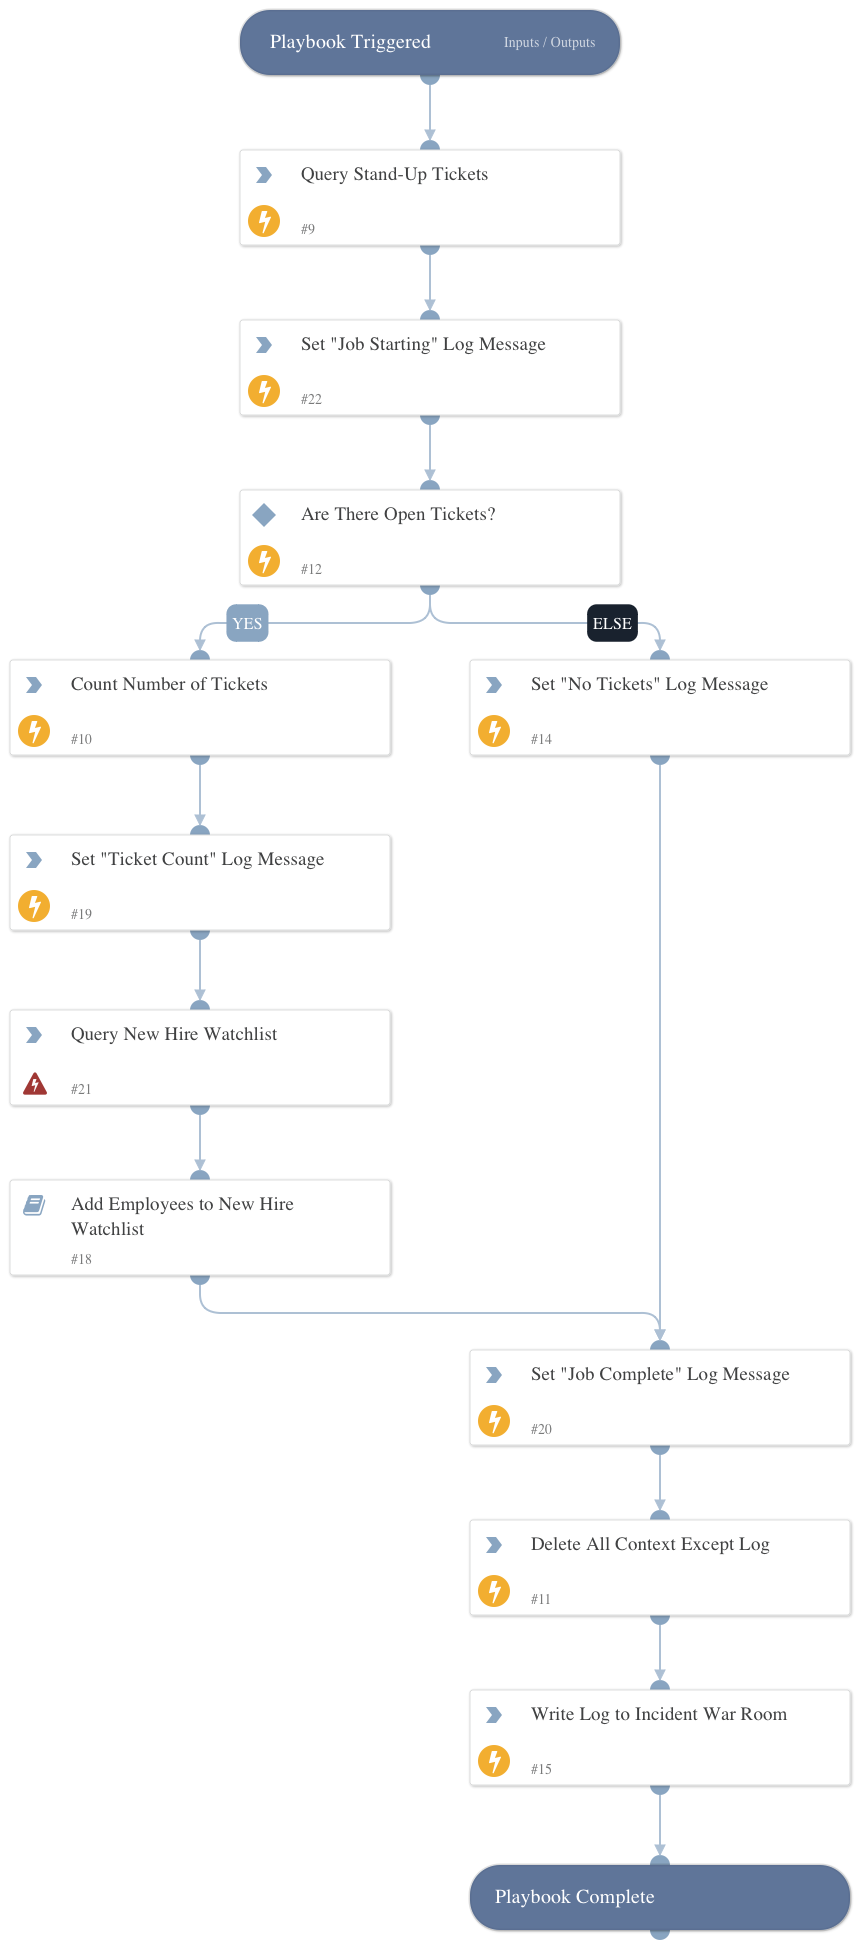 Playbook Triggered
Inputs / Outputs
Query Stand-Up Tickets
#9
Set "Job Starting" Log Message
#22
Are There Open Tickets?
#12
YES
ELSE
Count Number of Tickets
#10
Set "No Tickets" Log Message
#14
Set "Ticket Count" Log Message
#19
Query New Hire Watchlist
#21
Add Employees to New Hire
Watchlist
#18
Set "Job Complete" Log Message
#20
Delete All Context Except Log
#11
Write Log to Incident War Room
#15
Playbook Complete